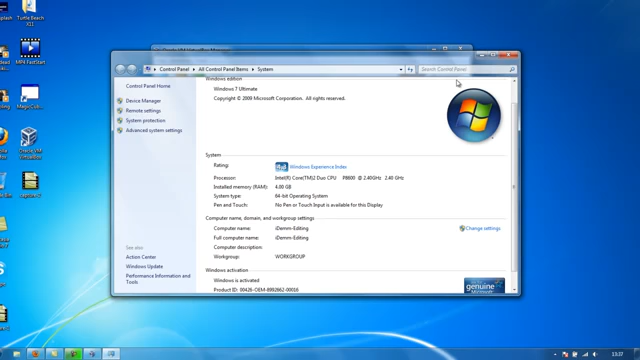 Turtle Beach
X11
MP4 FastStart
MagicCub...
Oracle VM
VirtualBox
Control Panel
All Control Panel Items
System
Search Control Panel
Control Panel Home
Device Manager
Remote settings
System protection
Advanced system settings
Windows edition
Windows 7 Ultimate
Copyright © 2009 Microsoft Corporation. All rights reserved.
System
Rating:
Windows Experience Index
Processor:
Intel(R) Core(TM)2 Duo CPU P8600 @ 2.40GHz 2.40 GHz
Installed memory (RAM):
4.00 GB
System type:
64-bit Operating System
Pen and Touch:
No Pen or Touch Input is available for this Display
Computer name, domain, and workgroup settings
Computer name:
iDemm-Editing
Change settings
Full computer name:
iDemm-Editing
Computer description:
Workgroup:
WORKGROUP
See also
Action Center
Windows Update
Performance Information and
Tools
Windows activation
Windows is activated
Product ID: 00426-OEM-8992662-00016
genuine
Microsoft
13:37